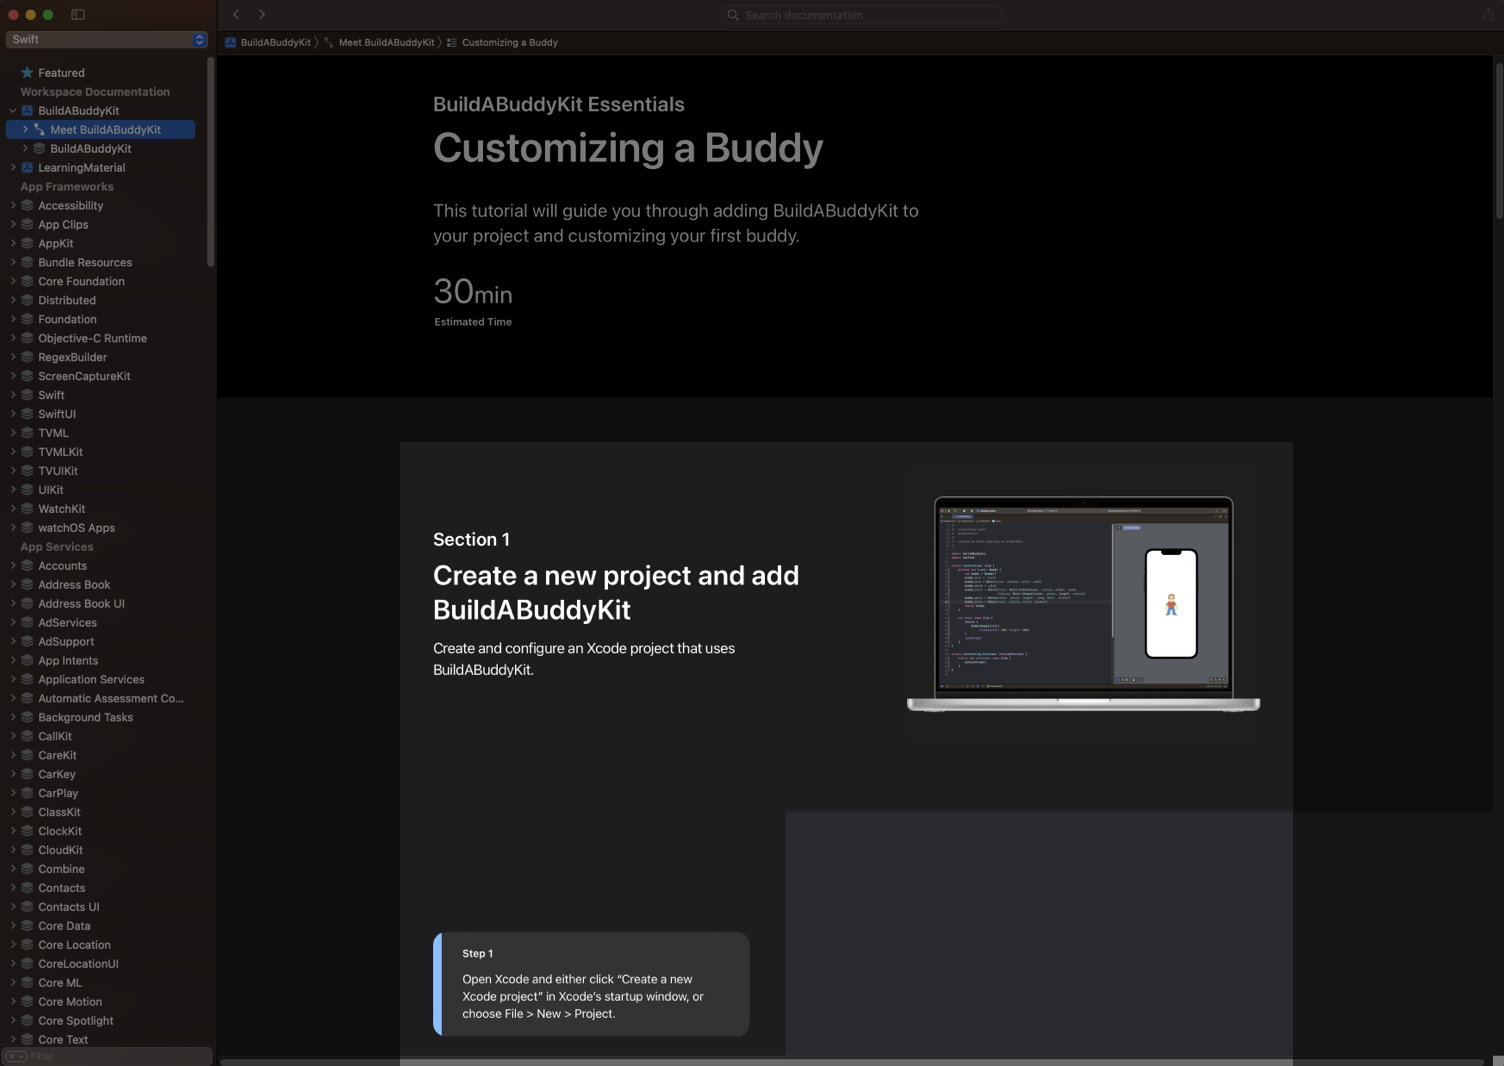 Search documentation
Swift
BuildABuddyKit
Meet BuildABuddyKit
Customizing a Buddy
Featured
Workspace Documentation
BuildABuddyKit
Meet BuildABuddyKit
BuildABuddyKit
LearningMaterial
App Frameworks
Accessibility
App Clips
AppKit
Bundle Resources
Core Foundation
Distributed
Foundation
Objective-C Runtime
RegexBuilder
ScreenCaptureKit
Swift
SwiftUI
TVML
TVMLKit
TVUIKit
UIKit
WatchKit
watchOS Apps
App Services
Accounts
Address Book
Address Book UI
AdServices
AdSupport
App Intents
Application Services
Automatic Assessment Co...
Background Tasks
CallKit
CareKit
CarKey
CarPlay
ClassKit
ClockKit
CloudKit
Combine
Contacts
Contacts UI
Core Data
Core Location
CoreLocationUI
Core ML
Core Motion
Core Spotlight
Core Text
Filter
BuildABuddyKit Essentials
Customizing a Buddy
This tutorial will guide you through adding BuildABuddyKit to
your project and customizing your first buddy.
30min
Estimated Time
Section 1
Create a new project and add
BuildABuddyKit
Create and configure an Xcode project that uses
BuildABuddyKit.
Step 1
Open Xcode and either click “Create a new
Xcode project” in Xcode’s startup window, or
choose File > New > Project.